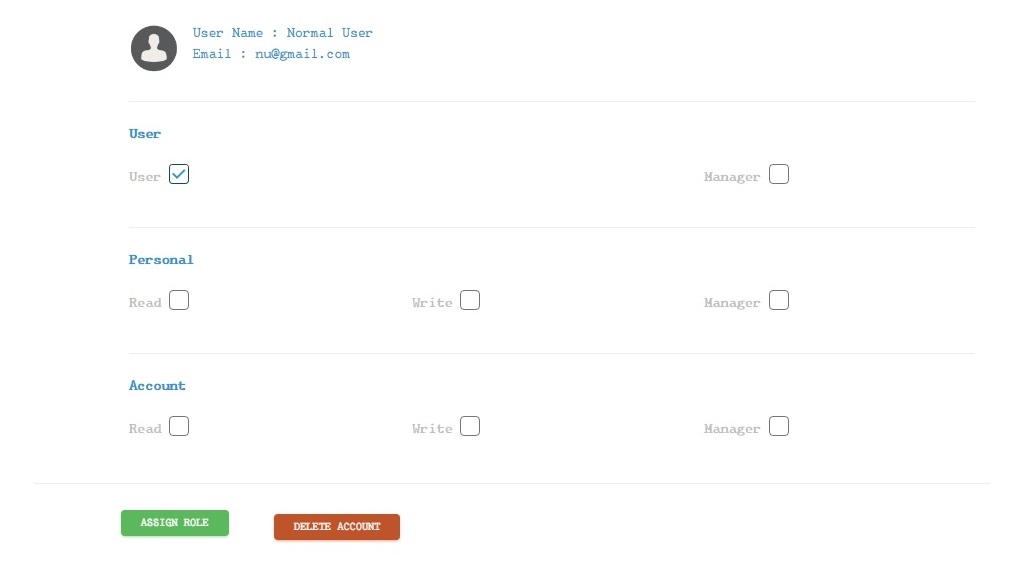 User Name : Normal User
Email : nu@gmail.com
User
User Manager
Personal
Read Write Manager
Account
Read Write Manager
ASSIGN ROLE DELETE ACCOUNT